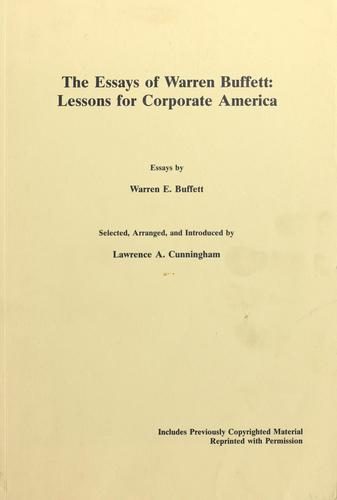 The Essays of Warren Buffett:
Lessons for Corporate America
Essays by
Warren E. Buffett
Selected, Arranged, and Introduced by
Lawrence A. Cunningham
Includes Previously Copyrighted Material
Reprinted with Permission